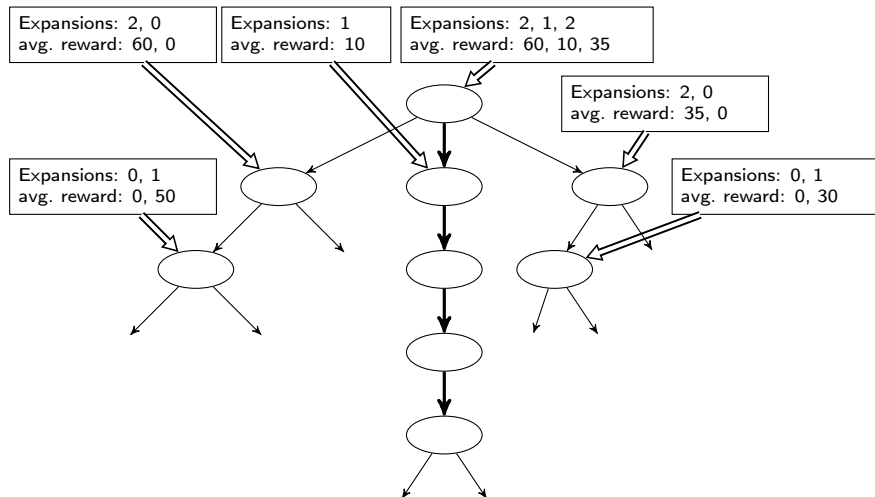 Expansions: 2, 0
avg. reward: 60, 0
Expansions: 1
avg. reward: 10
Expansions: 2, 1, 2
avg. reward: 60, 10, 35
Expansions: 2, 0
avg. reward: 35, 0
Expansions: 0, 1
avg. reward: 0, 50
Expansions: 0, 1
avg. reward: 0, 30